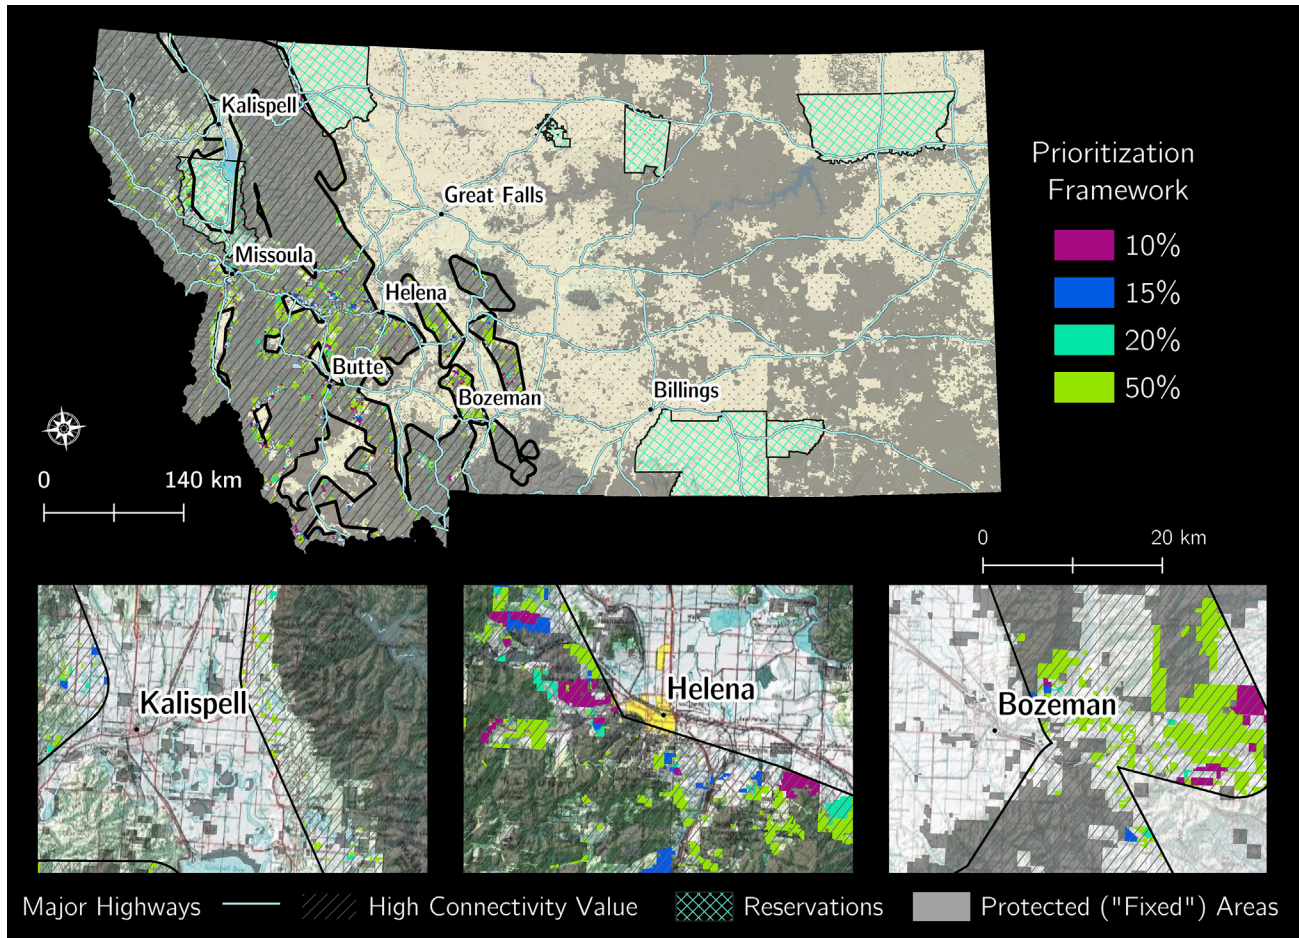 Kalispell
Great Falls
Missoula
Helena
Butte
Bozeman
Billings
Prioritization
Framework
10%
15%
20%
50%
0 140 km
0 20 km
Kalispell
Helena
Bozeman
Major Highways
High Connectivity Value
Reservations
Protected ("Fixed") Areas